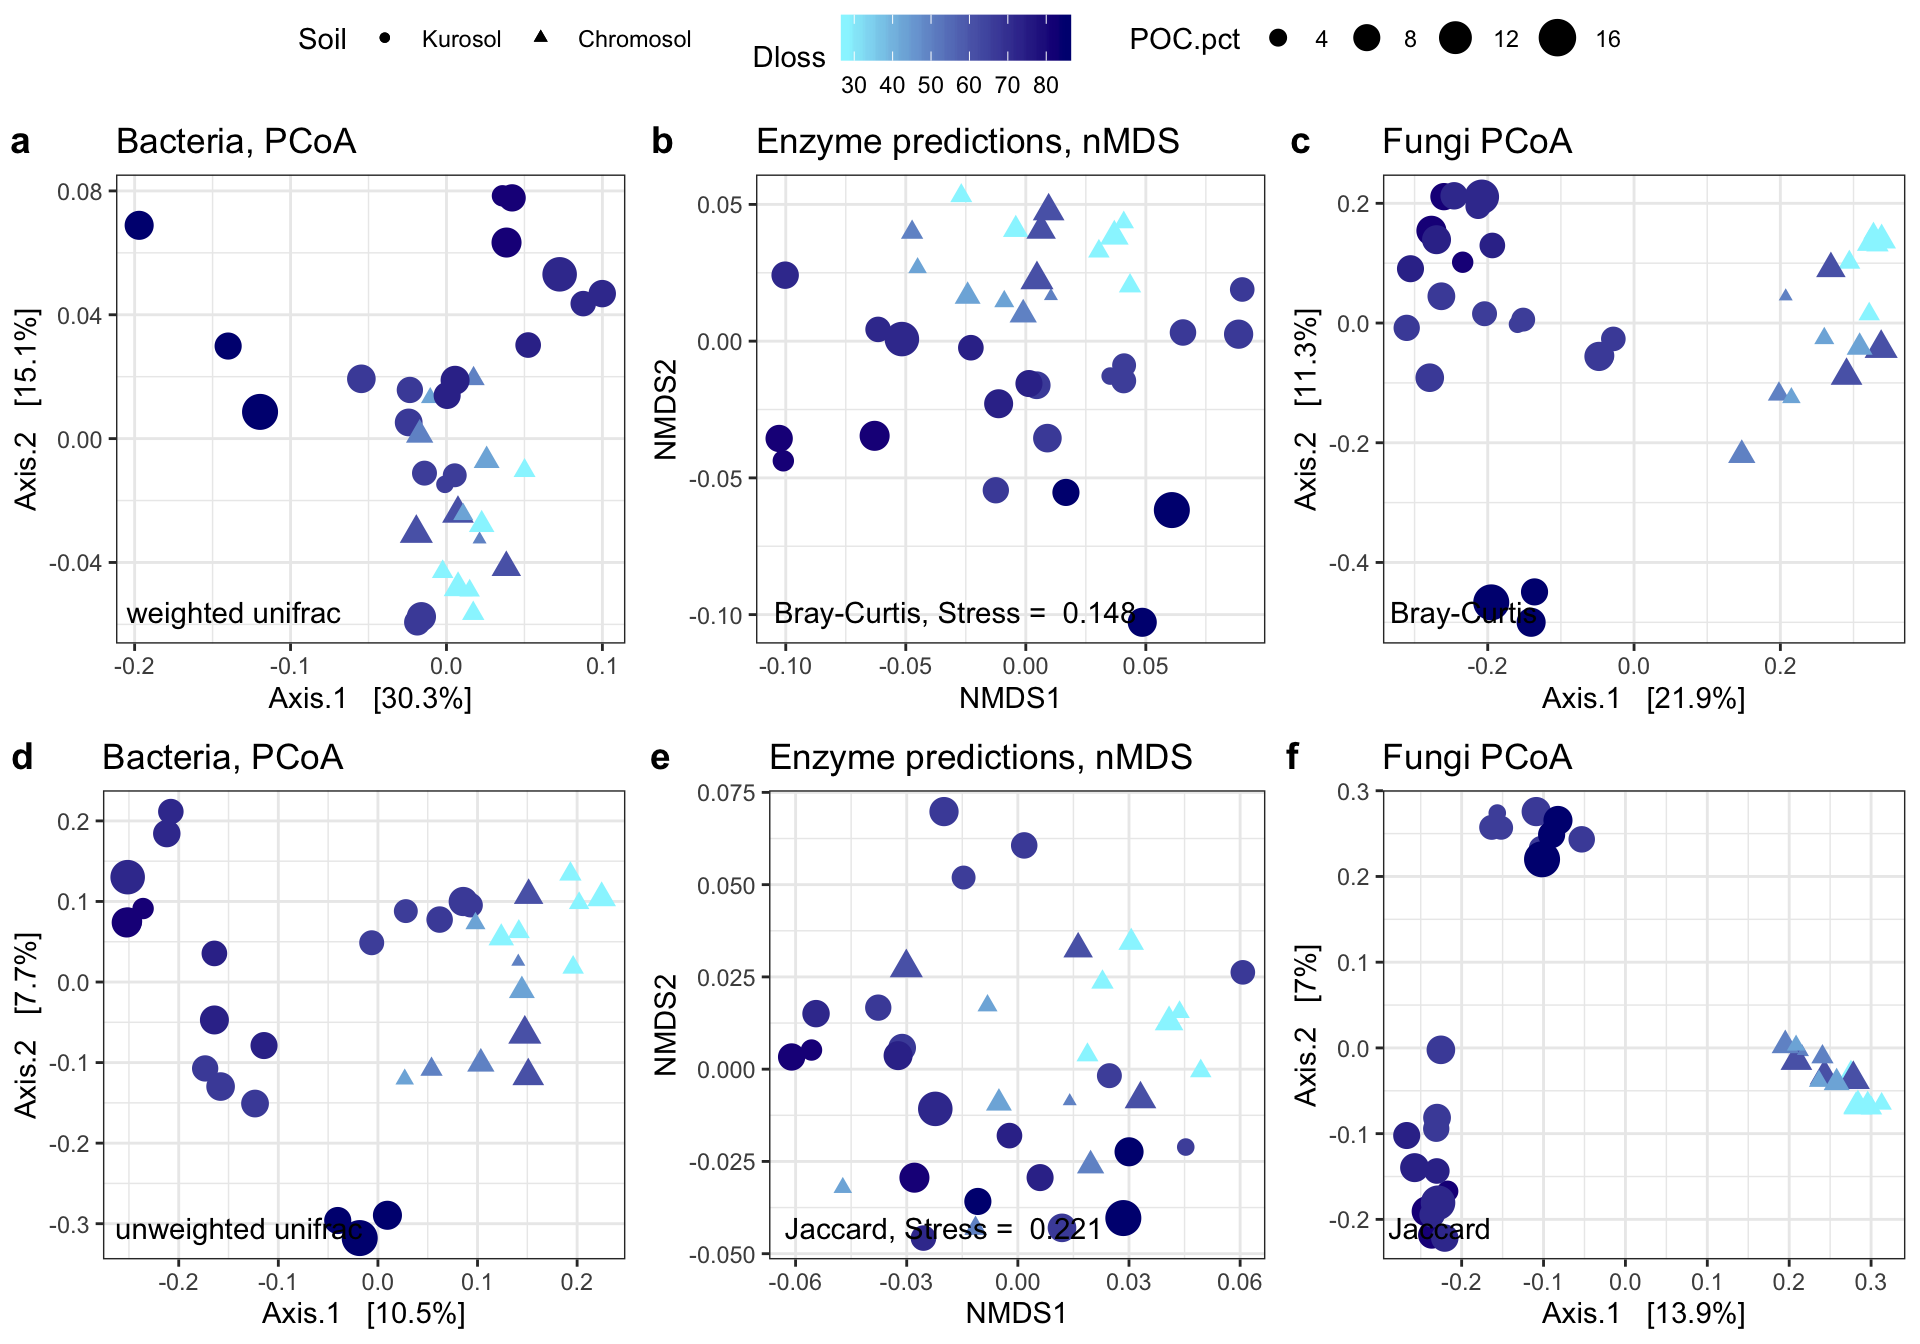 Soil Kurosol Chromosol Dloss 30 40 50 60 70 80 POC.pct 4 8 12 16
a Bacteria, PCoA
0.08
0.04
0.00
-0.04
Axis.2 [15.1%]
weighted unifrac
-0.2 -0.1 0.0 0.1
Axis.1 [30.3%]
b Enzyme predictions, nMDS
0.05
0.00
-0.05
-0.10
NMDS2
Bray-Curtis, Stress = 0.148
-0.10 -0.05 0.00 0.05
NMDS1
c Fungi PCoA
0.2
0.0
-0.2
-0.4
Axis.2 [11.3%]
Bray-Curtis
-0.2 0.0 0.2
Axis.1 [21.9%]
d Bacteria, PCoA
0.2
0.1
0.0
-0.1
-0.2
-0.3
Axis.2 [7.7%]
unweighted unifrac
-0.2 -0.1 0.0 0.1 0.2
Axis.1 [10.5%]
e Enzyme predictions, nMDS
0.075
0.050
0.025
0.000
-0.025
-0.050
NMDS2
Jaccard, Stress = 0.221
-0.06 -0.03 0.00 0.03 0.06
NMDS1
f Fungi PCoA
0.3
0.2
0.1
0.0
-0.1
-0.2
Axis.2 [7%]
Jaccard
-0.2 -0.1 0.0 0.1 0.2 0.3
Axis.1 [13.9%]